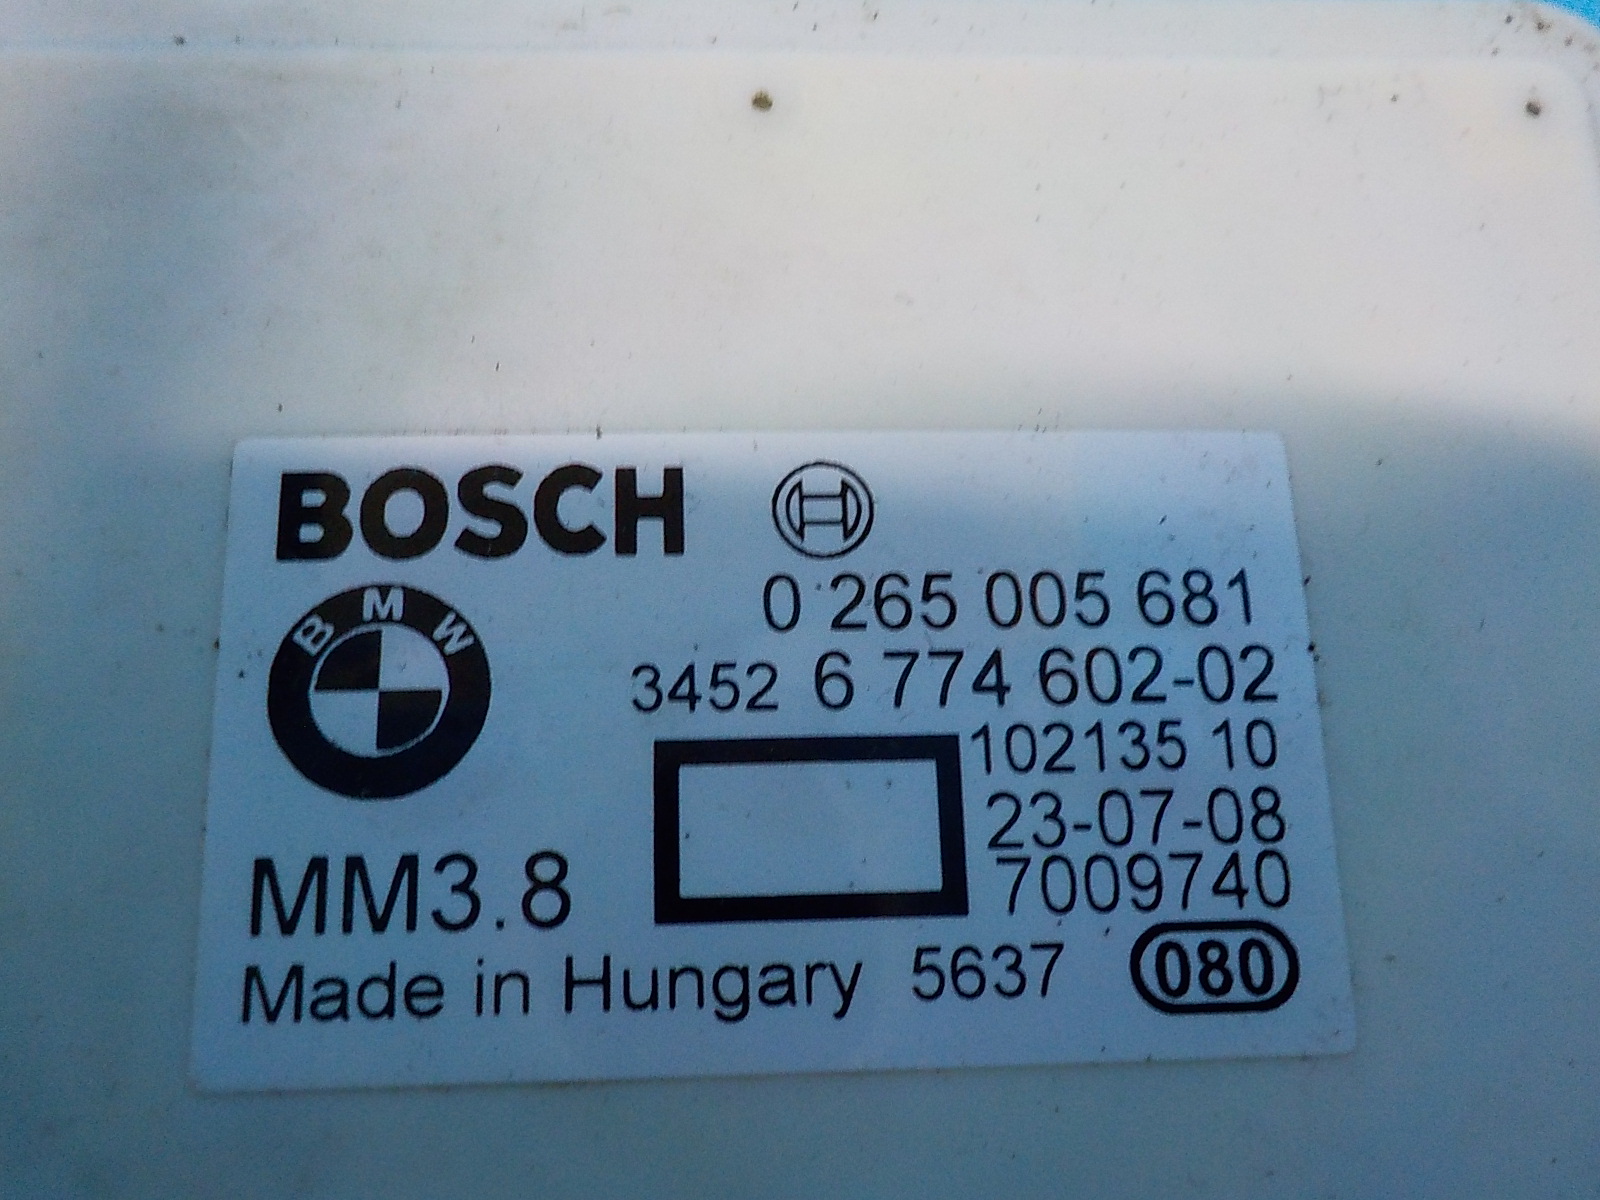 BOSCH
0 265 005 681
BMW
3452 6 774 602-02
102135 10
23-07-08
7009740
MM3.8
Made in Hungary 5637 080